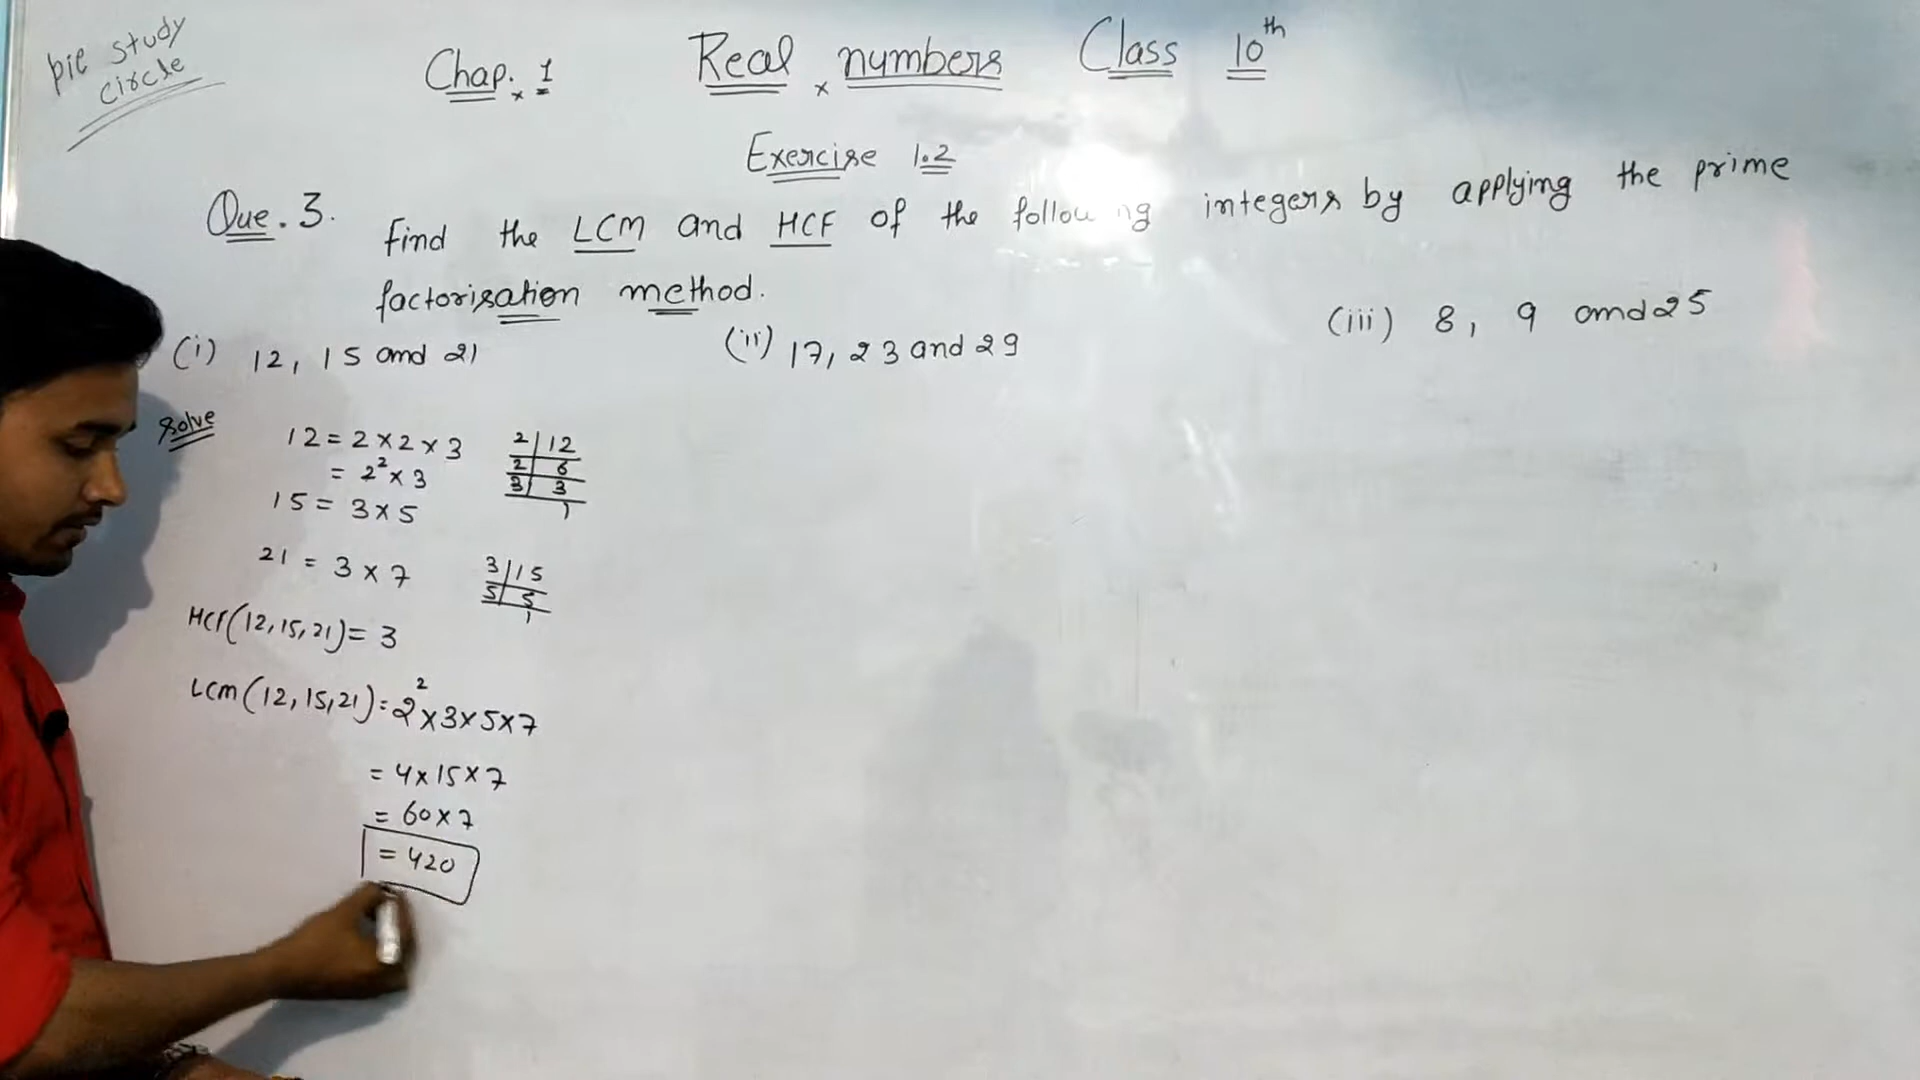 pie study
circle
Chap. 1 Real numbers Class 10th
Exercise 1.2
Que. 3. Find the LCM and HCF of the following integers by applying the prime
factorisation method.
(i) 12, 15 and 21
(ii) 17, 23 and 29
(iii) 8, 9 and 25
Solve
12 = 2 × 2 × 3
= 2² × 3
15 = 3 × 5
21 = 3 × 7
2 | 12
2 | 6
3 | 3
1
3 | 15
5 | 5
1
HCF(12, 15, 21) = 3
LCM(12, 15, 21) = 2² × 3 × 5 × 7
= 4 × 15 × 7
= 60 × 7
= 420